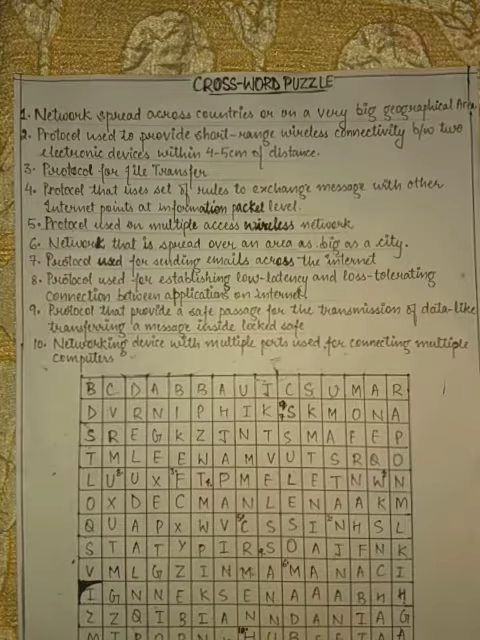 CROSS-WORD PUZZLE
1. Network spread across countries or on a very big geographical Area
2. Protocol used to provide short-range wireless connectivity b/w two
electronic devices within 4-5cm of distance.
3. Protocol for file Transfer
4. Protocol that uses set of rules to exchange message with other
Internet points at information packet level.
5. Protocol used on multiple access wireless network
6. Network that is spread over an area as big as a city.
7. Protocol used for sending emails across the internet
8. Protocol used for establishing low-latency and loss-tolerating
connection between applications on internet
9. Protocol that provide a safe passage for the transmission of data-like
transferring a message inside locked safe
10. Networking device with multiple ports used for connecting multiple
computers
B C D A B B A U J C S U M A R
D V R N I P H I K S K M O N A
S R E G K Z J N T S M A F E P
T M L E E W A M V U T S R Q O
L U U X F T P M E L E T N W N
O X D E C M A N L E N A A K M
Q U A P X W V C S S I N H S L
S T A T Y P I R S O A J F N K
V M L G Z I N M A M A N A C I
I G N N E K S E N A A A B H H
Z Z Q I B I A N N D A N I A G